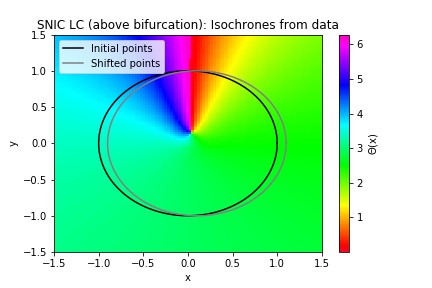 SNIC LC (above bifurcation): Isochrones from data
Initial points
Shifted points
1.5
1.0
0.5
0.0
−0.5
−1.0
−1.5
y
−1.5 −1.0 −0.5 0.0 0.5 1.0 1.5
x
6
5
4
3
2
1
Θ(x)